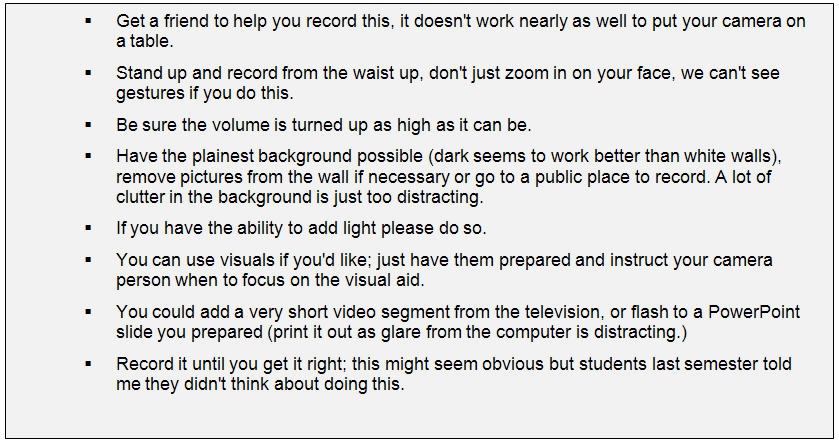 ▪ Get a friend to help you record this, it doesn't work nearly as well to put your camera on
a table.
▪ Stand up and record from the waist up, don't just zoom in on your face, we can't see
gestures if you do this.
▪ Be sure the volume is turned up as high as it can be.
▪ Have the plainest background possible (dark seems to work better than white walls),
remove pictures from the wall if necessary or go to a public place to record. A lot of
clutter in the background is just too distracting.
▪ If you have the ability to add light please do so.
▪ You can use visuals if you'd like; just have them prepared and instruct your camera
person when to focus on the visual aid.
▪ You could add a very short video segment from the television, or flash to a PowerPoint
slide you prepared (print it out as glare from the computer is distracting.)
▪ Record it until you get it right; this might seem obvious but students last semester told
me they didn't think about doing this.